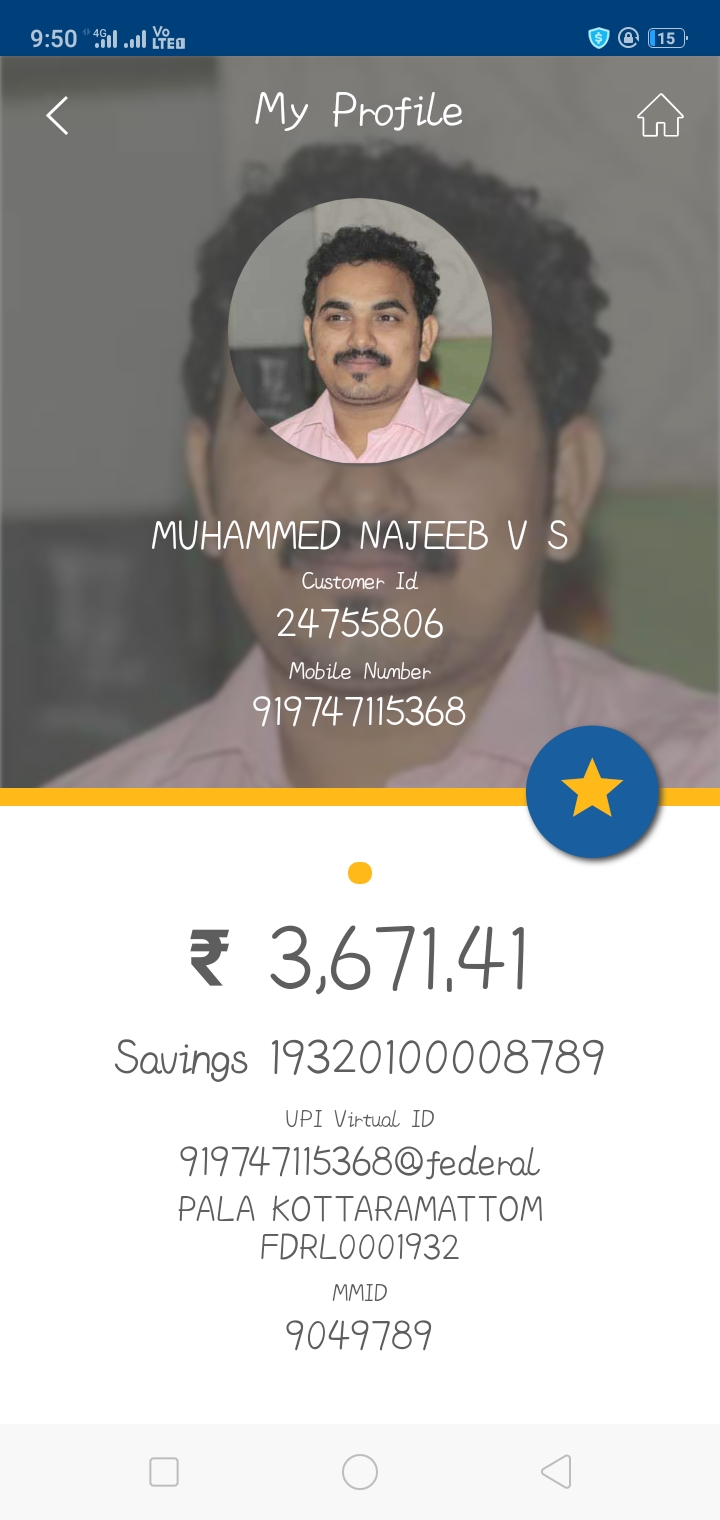 9:50 4G Vo LTE 15
My Profile
MUHAMMED NAJEEB V S
Customer Id
24755806
Mobile Number
919747115368
₹ 3,671.41
Savings 19320100008789
UPI Virtual ID
919747115368@federal
PALA KOTTARAMATTOM
FDRL0001932
MMID
9049789